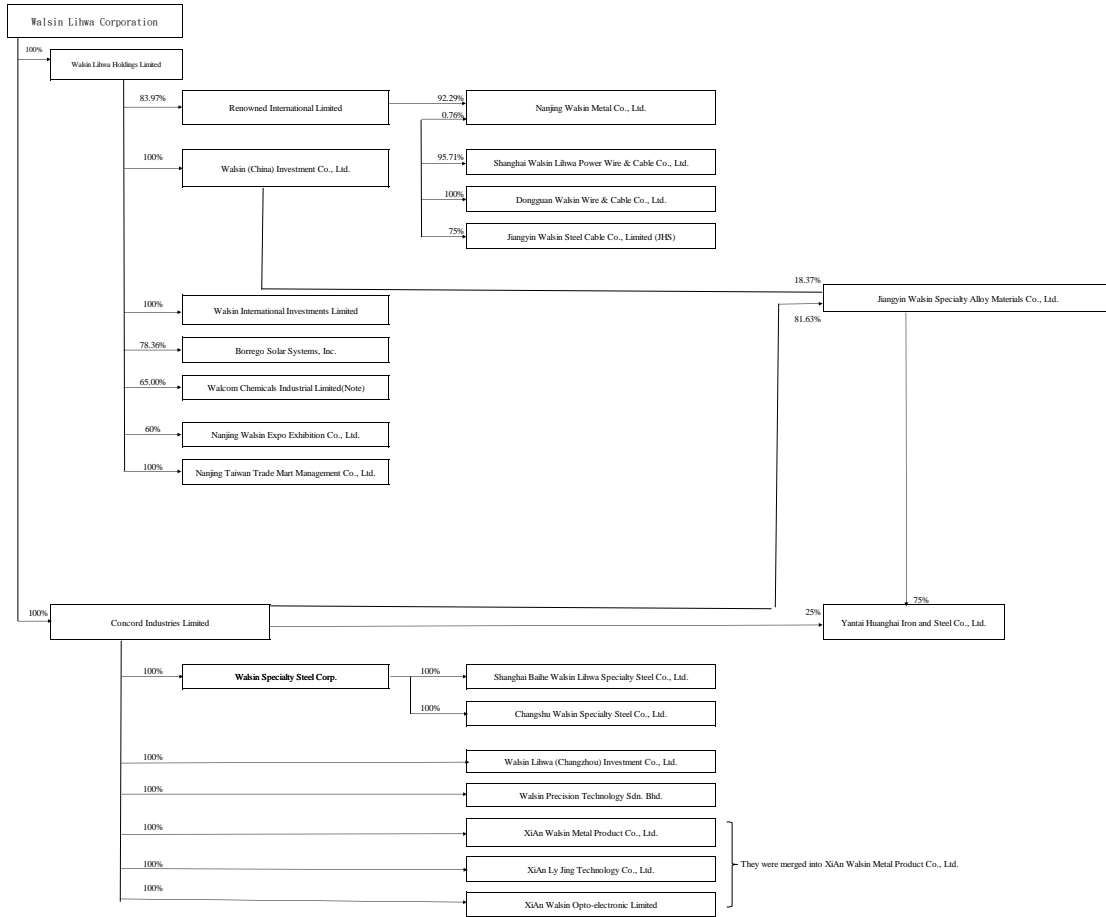 Walsin Lihwa Corporation
100%
Walsin Lihwa Holdings Limited
83.97%
Renowned International Limited
92.29%
0.76%
Nanjing Walsin Metal Co., Ltd.
100%
Walsin (China) Investment Co., Ltd.
95.71%
Shanghai Walsin Lihwa Power Wire & Cable Co., Ltd.
100%
Dongguan Walsin Wire & Cable Co., Ltd.
75%
Jiangyin Walsin Steel Cable Co., Limited (JHS)
18.37%
81.63%
Jiangyin Walsin Specialty Alloy Materials Co., Ltd.
100%
Walsin International Investments Limited
78.36%
Borrego Solar Systems, Inc.
65.00%
Walcom Chemicals Industrial Limited(Note)
60%
Nanjing Walsin Expo Exhibition Co., Ltd.
100%
Nanjing Taiwan Trade Mart Management Co., Ltd.
100%
Concord Industries Limited
25%
75%
Yantai Huanghai Iron and Steel Co., Ltd.
100%
Walsin Specialty Steel Corp.
100%
Shanghai Baihe Walsin Lihwa Specialty Steel Co., Ltd.
100%
Changshu Walsin Specialty Steel Co., Ltd.
100%
Walsin Lihwa (Changzhou) Investment Co., Ltd.
100%
Walsin Precision Technology Sdn. Bhd.
100%
XiAn Walsin Metal Product Co., Ltd.
100%
XiAn Ly Jing Technology Co., Ltd.
They were merged into XiAn Walsin Metal Product Co., Ltd.
100%
XiAn Walsin Opto-electronic Limited